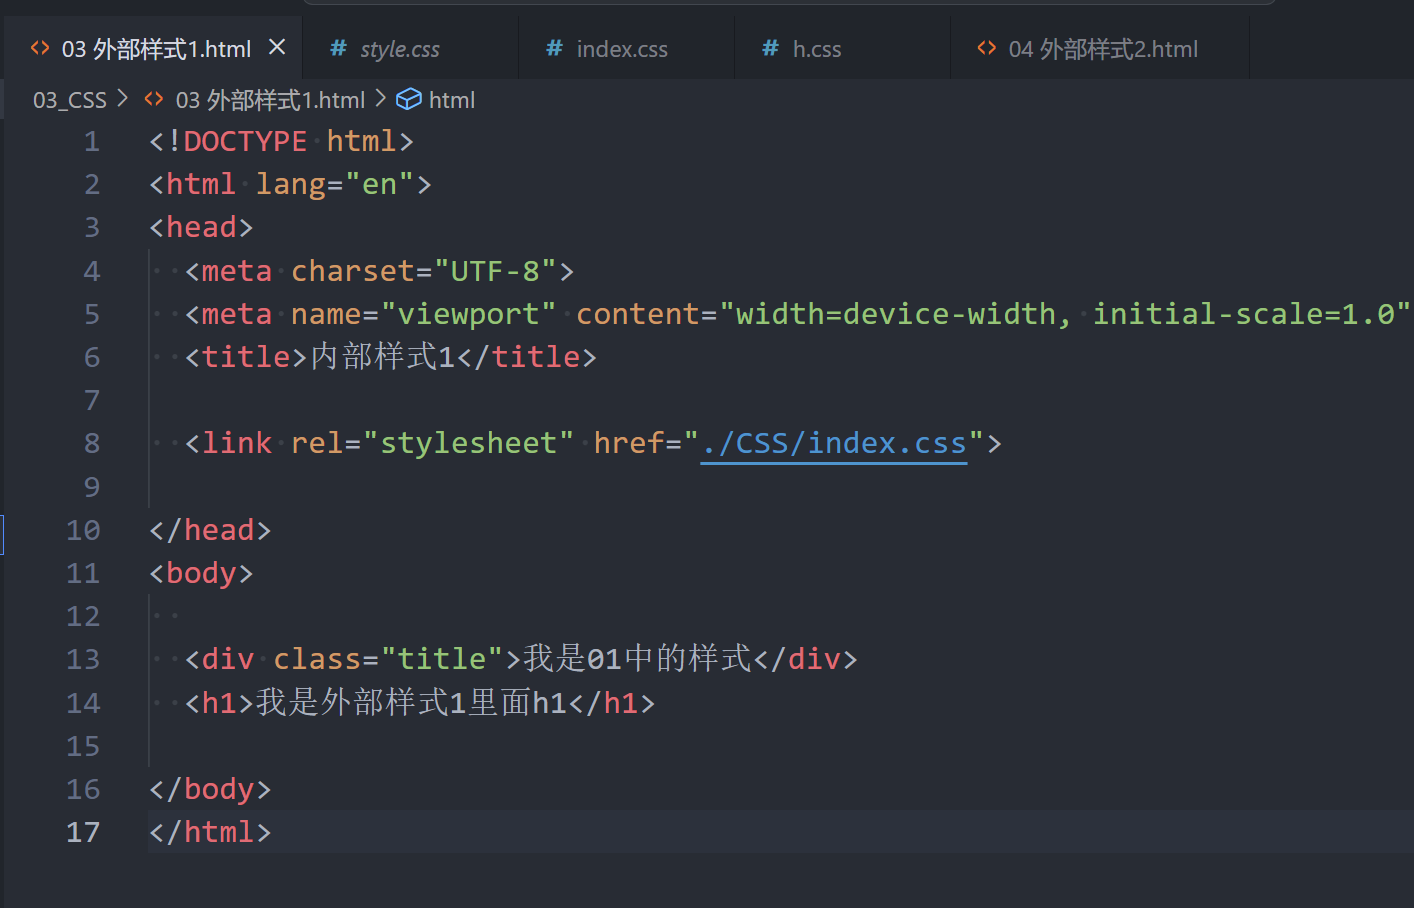 03 外部样式1.html
style.css
index.css
h.css
04 外部样式2.html
03_CSS > 03 外部样式1.html > html
1 <!DOCTYPE html>
2 <html lang="en">
3 <head>
4 <meta charset="UTF-8">
5 <meta name="viewport" content="width=device-width, initial-scale=1.0"
6 <title>内部样式1</title>
7
8 <link rel="stylesheet" href="./CSS/index.css">
9
10 </head>
11 <body>
12
13 <div class="title">我是01中的样式</div>
14 <h1>我是外部样式1里面h1</h1>
15
16 </body>
17 </html>